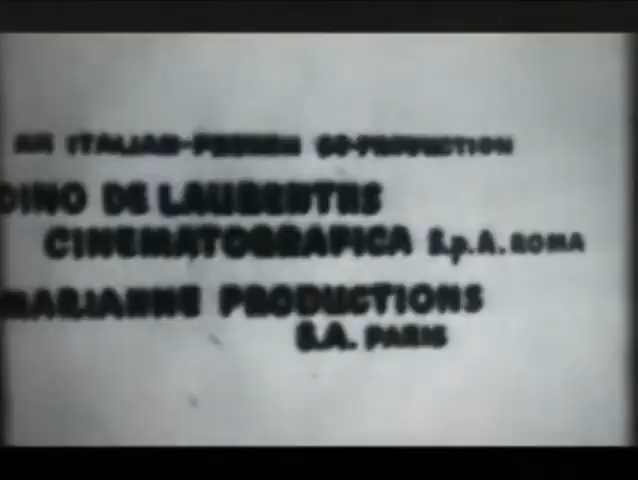 AN ITALIAN-FRENCH CO-PRODUCTION
DINO DE LAURENTIIS
CINEMATOGRAFICA S.p.A. ROMA
MARIANNE PRODUCTIONS
S.A. PARIS